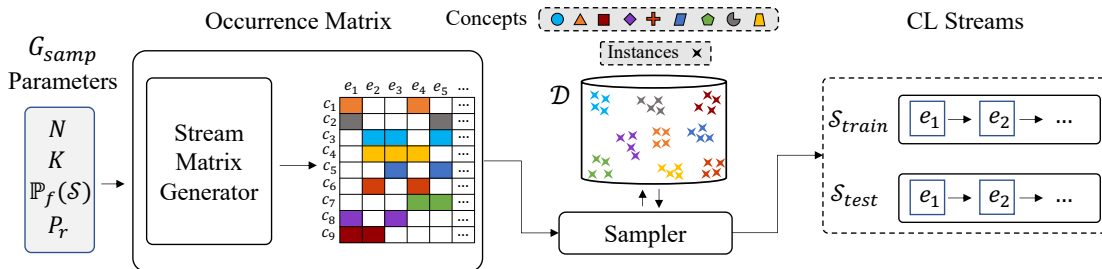 Occurrence Matrix
Concepts
CL Streams
G_samp
Parameters
Instances
N
K
ℙ_f(𝒮)
P_r
Stream
Matrix
Generator
e_1 e_2 e_3 e_4 e_5 ...
c_1 ...
c_2 ...
c_3 ...
c_4 ...
c_5 ...
c_6 ...
c_7 ...
c_8 ...
c_9 ...
𝒟
Sampler
𝒮_train
e_1 e_2 ...
𝒮_test
e_1 e_2 ...